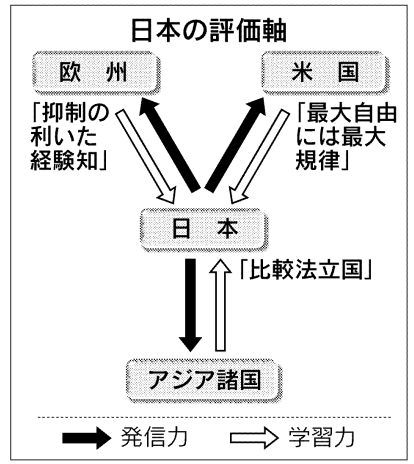 日本の評価軸
欧州
米国
「抑制の
利いた
経験知」
「最大自由
には最大
規律」
日本
「比較法立国」
アジア諸国
発信力
学習力